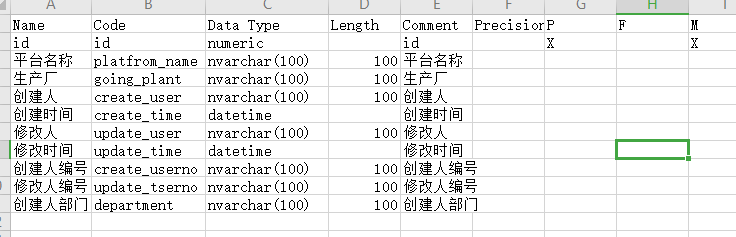 A B C D E F G H I
Name Code Data Type Length Comment Precision P F M
id id numeric id X X
平台名称 platfrom_name nvarchar(100) 100 平台名称
生产厂 going_plant nvarchar(100) 100 生产厂
创建人 create_user nvarchar(100) 100 创建人
创建时间 create_time datetime 创建时间
修改人 update_user nvarchar(100) 100 修改人
修改时间 update_time datetime 修改时间
创建人编号 create_userno nvarchar(100) 100 创建人编号
修改人编号 update_tserno nvarchar(100) 100 修改人编号
创建人部门 department nvarchar(100) 100 创建人部门